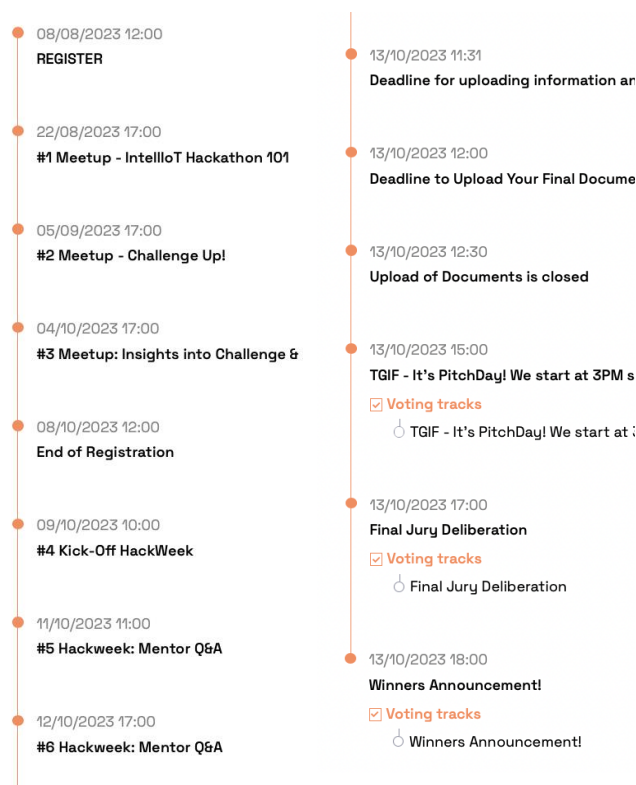 08/08/2023 12:00
REGISTER
22/08/2023 17:00
#1 Meetup - IntellIoT Hackathon 101
05/09/2023 17:00
#2 Meetup - Challenge Up!
04/10/2023 17:00
#3 Meetup: Insights into Challenge &
08/10/2023 12:00
End of Registration
09/10/2023 10:00
#4 Kick-Off HackWeek
11/10/2023 11:00
#5 Hackweek: Mentor Q&A
12/10/2023 17:00
#6 Hackweek: Mentor Q&A
13/10/2023 11:31
Deadline for uploading information
13/10/2023 12:00
Deadline to Upload Your Final
13/10/2023 12:30
Upload of Documents is closed
13/10/2023 15:00
TGIF - It's PitchDay! We start at 3PM
Voting tracks
TGIF - It's PitchDay! We start at
13/10/2023 17:00
Final Jury Deliberation
Voting tracks
Final Jury Deliberation
13/10/2023 18:00
Winners Announcement!
Voting tracks
Winners Announcement!